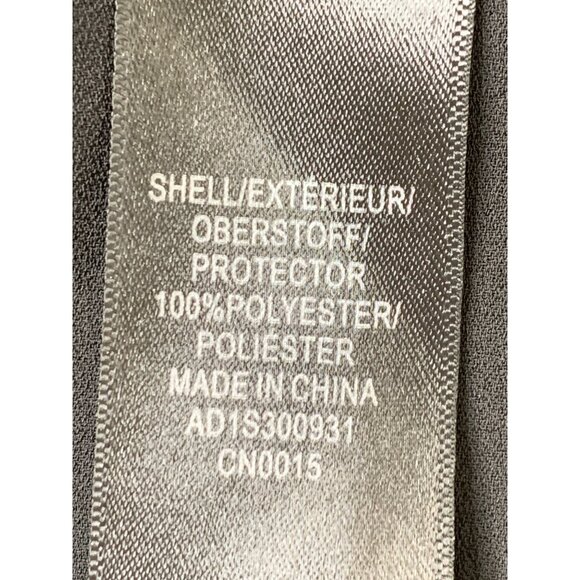 SHELL/EXTÉRIEUR/
OBERSTOFF/
PROTECTOR
100%POLYESTER/
POLIÉSTER
MADE IN CHINA
AD1S300931
CN0015